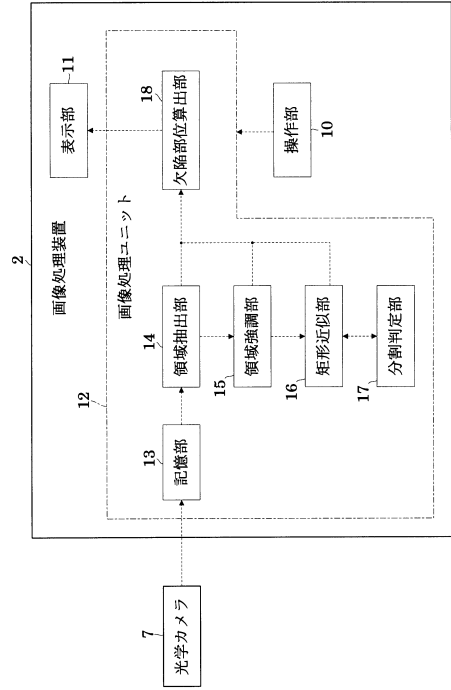 2
画像処理装置
12
画像処理ユニット
表示部
11
18
欠陥部位算出部
操作部
10
13
記憶部
14
領域抽出部
15
領域強調部
16
矩形近似部
17
分割判定部
7
光学カメラ